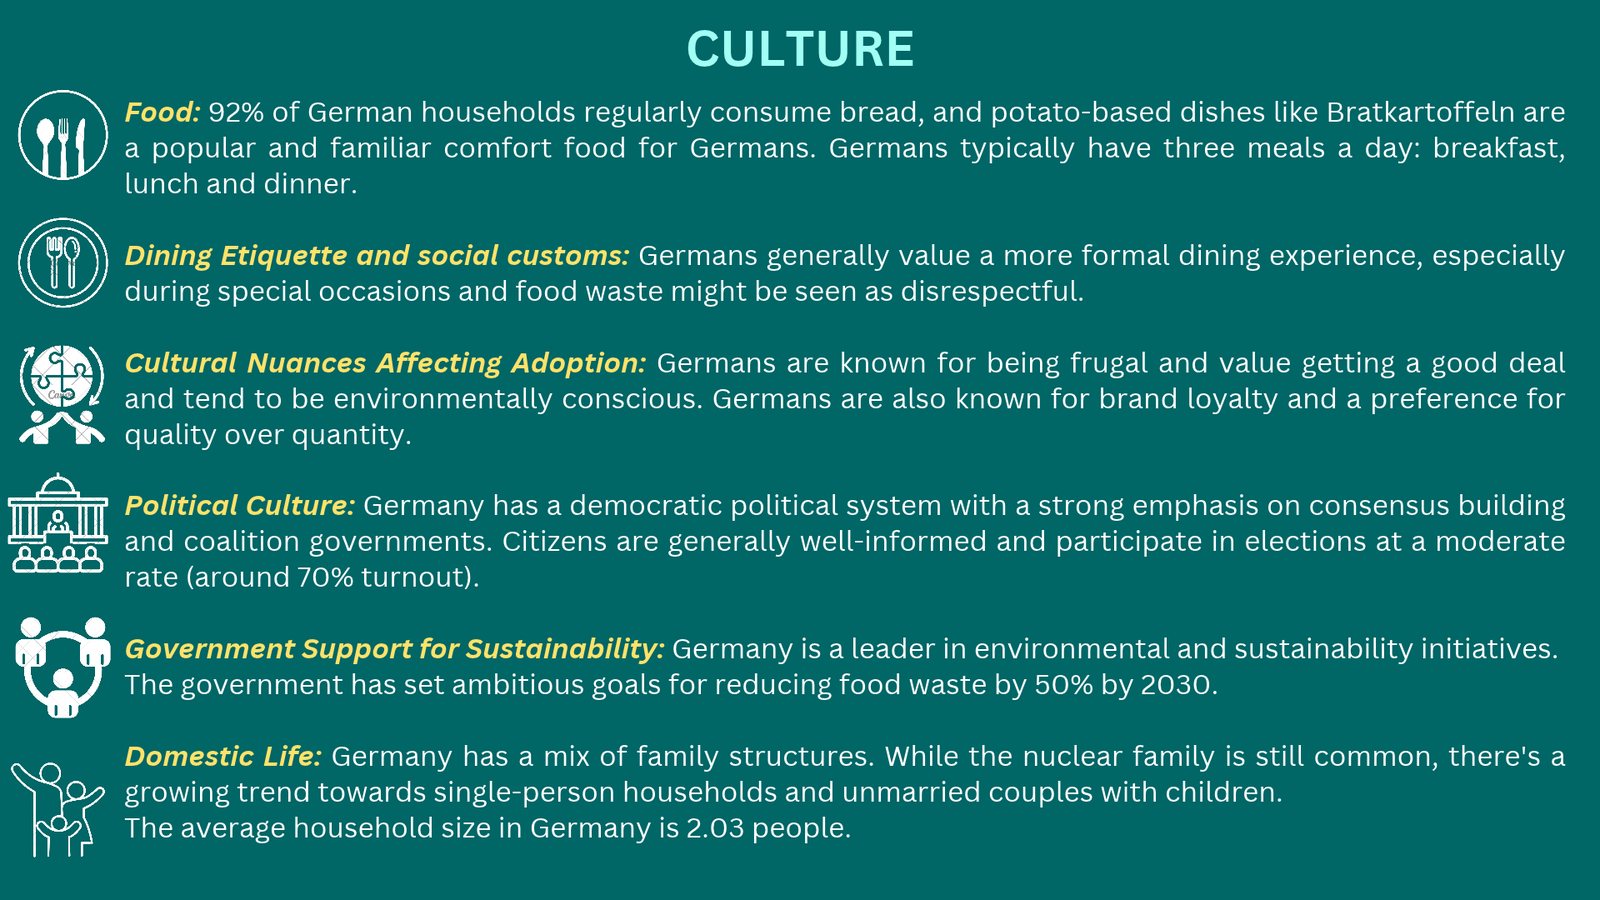 CULTURE
Food: 92% of German households regularly consume bread, and potato-based dishes like Bratkartoffeln are
a popular and familiar comfort food for Germans. Germans typically have three meals a day: breakfast,
lunch and dinner.
Dining Etiquette and social customs: Germans generally value a more formal dining experience, especially
during special occasions and food waste might be seen as disrespectful.
Cultural Nuances Affecting Adoption: Germans are known for being frugal and value getting a good deal
and tend to be environmentally conscious. Germans are also known for brand loyalty and a preference for
quality over quantity.
Political Culture: Germany has a democratic political system with a strong emphasis on consensus building
and coalition governments. Citizens are generally well-informed and participate in elections at a moderate
rate (around 70% turnout).
Government Support for Sustainability: Germany is a leader in environmental and sustainability initiatives.
The government has set ambitious goals for reducing food waste by 50% by 2030.
Domestic Life: Germany has a mix of family structures. While the nuclear family is still common, there's a
growing trend towards single-person households and unmarried couples with children.
The average household size in Germany is 2.03 people.